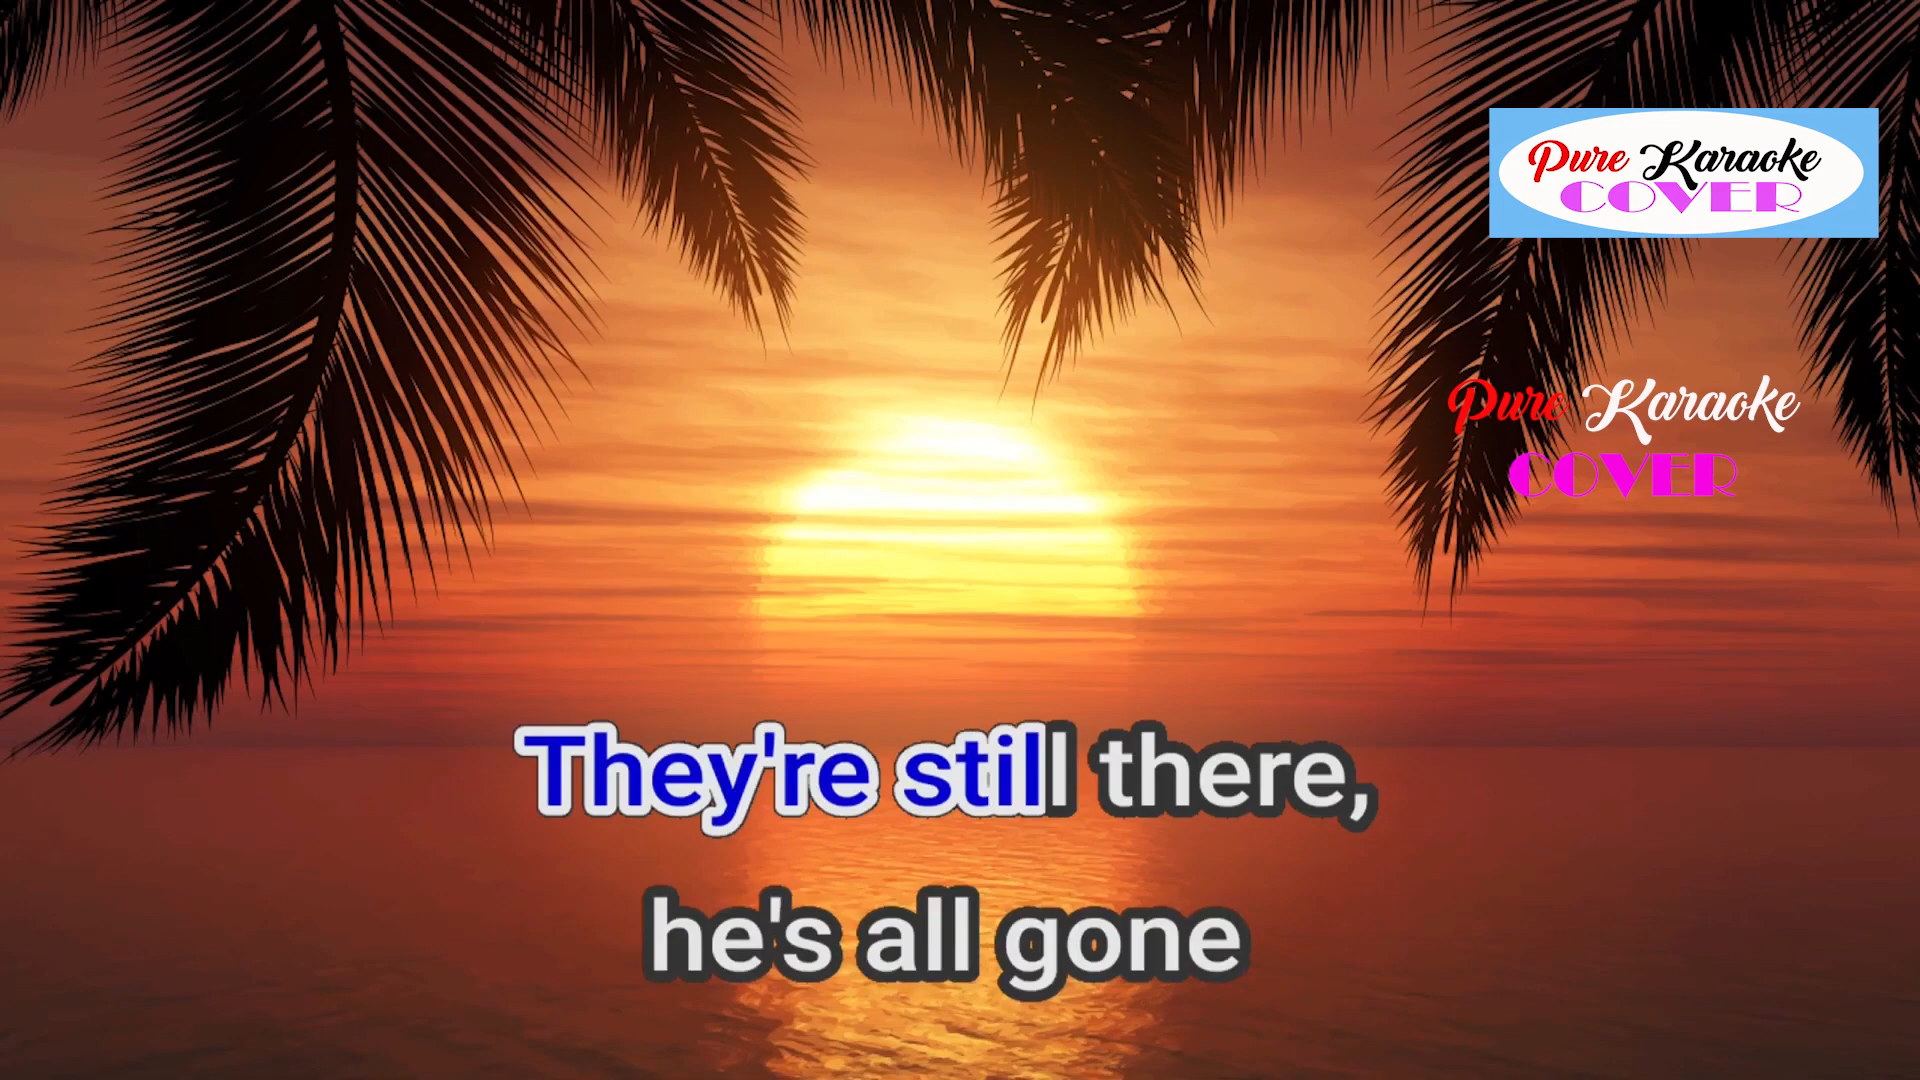 Pure Karaoke
COVER
Pure Karaoke
COVER
They're still there,
he's all gone